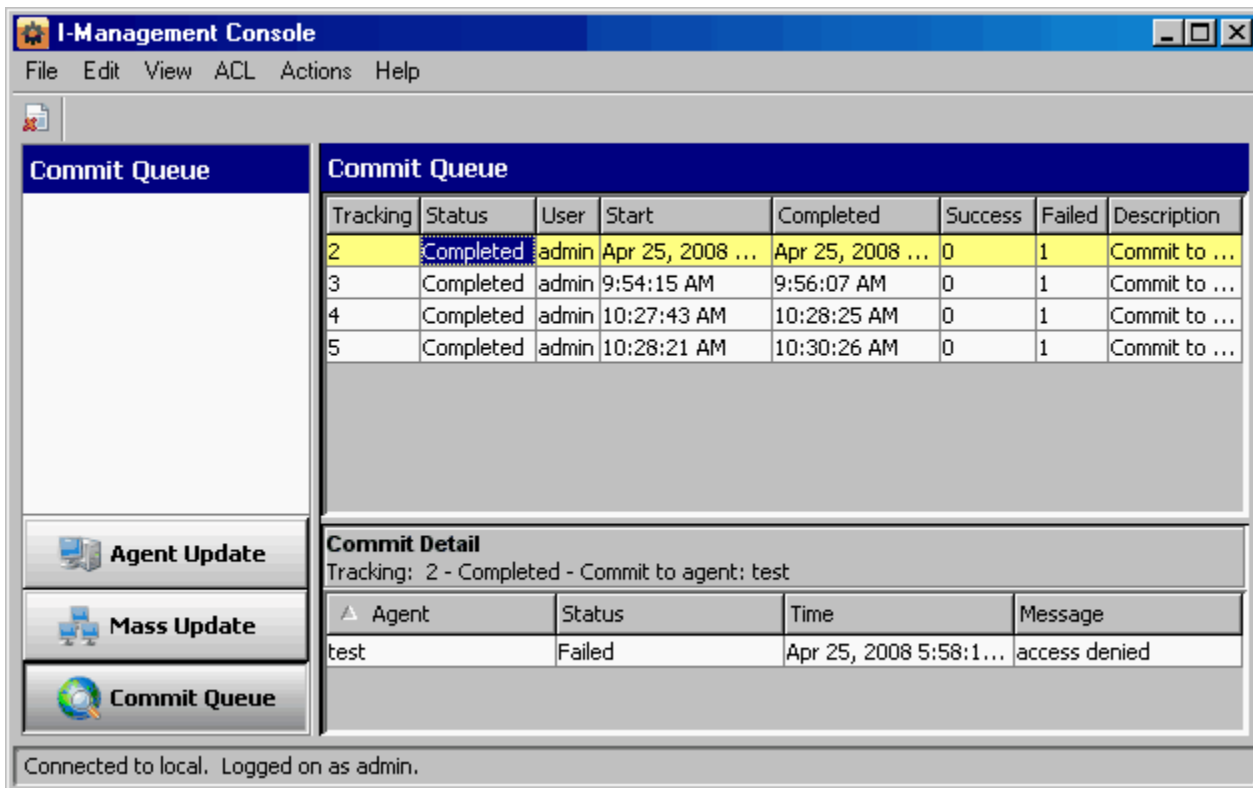 I-Management Console
File Edit View ACL Actions Help
Commit Queue
Commit Queue
Tracking Status User Start Completed Success Failed Description
2 Completed admin Apr 25, 2008 ... Apr 25, 2008 ... 0 1 Commit to ...
3 Completed admin 9:54:15 AM 9:56:07 AM 0 1 Commit to ...
4 Completed admin 10:27:43 AM 10:28:25 AM 0 1 Commit to ...
5 Completed admin 10:28:21 AM 10:30:26 AM 0 1 Commit to ...
Agent Update
Mass Update
Commit Queue
Commit Detail
Tracking: 2 - Completed - Commit to agent: test
Agent Status Time Message
test Failed Apr 25, 2008 5:58:1... access denied
Connected to local. Logged on as admin.